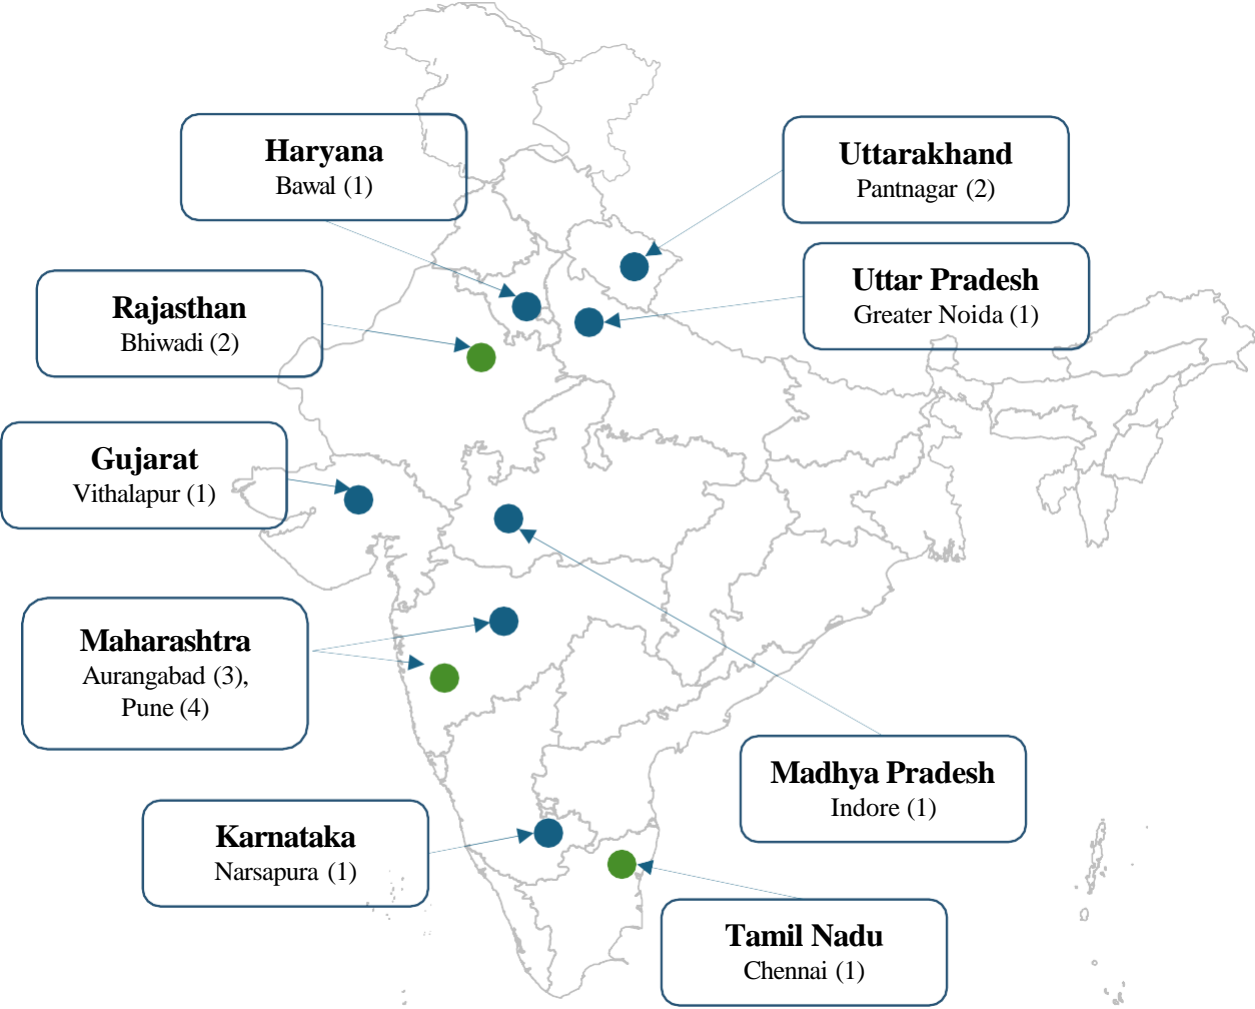 Haryana
Bawal (1)
Uttarakhand
Pantnagar (2)
Uttar Pradesh
Greater Noida (1)
Rajasthan
Bhiwadi (2)
Gujarat
Vithalapur (1)
Maharashtra
Aurangabad (3),
Pune (4)
Madhya Pradesh
Indore (1)
Karnataka
Narsapura (1)
Tamil Nadu
Chennai (1)